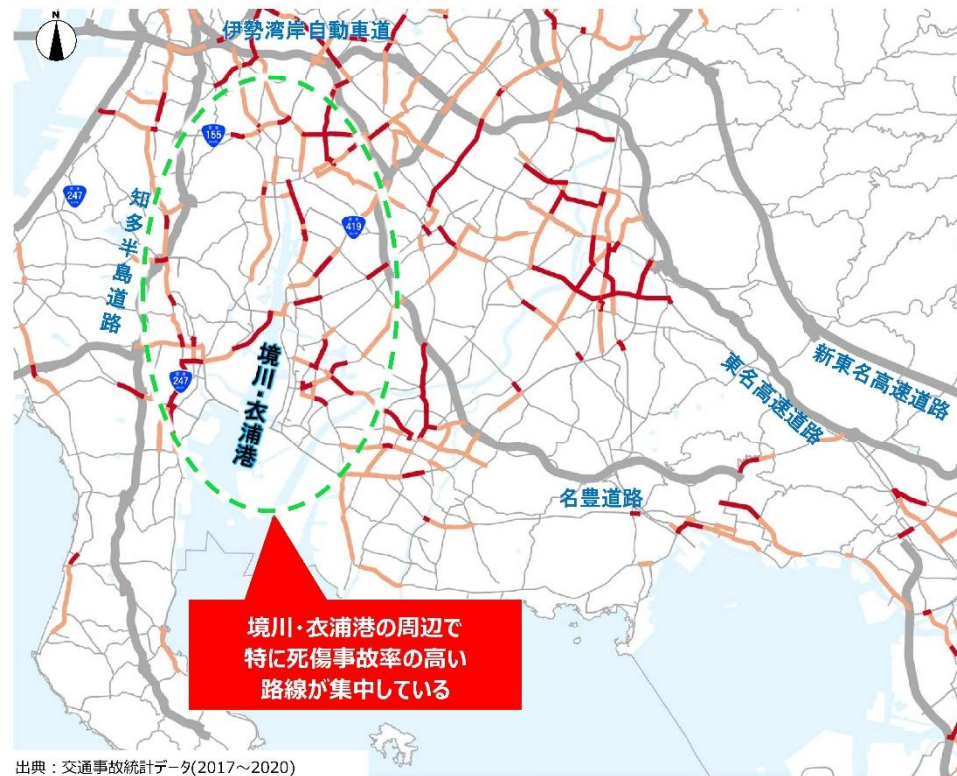 N
伊勢湾岸自動車道
155
247
知多半島道路
419
境川・衣浦港
247
新東名高速道路
東名高速道路
名豊道路
境川・衣浦港の周辺で
特に死傷事故率の高い
路線が集中している
出典：交通事故統計データ(2017～2020)